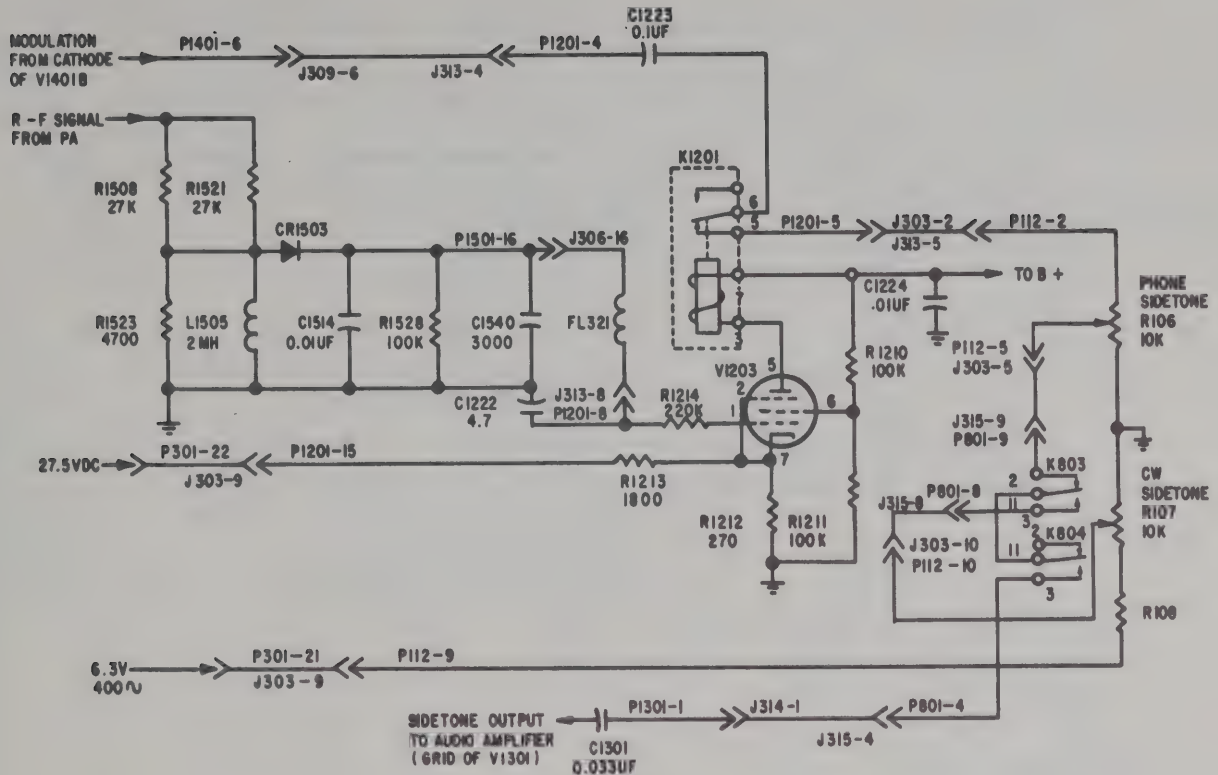 C1223
0.1UF
MODULATION
FROM CATHODE
OF V1401B
P1401-6
J309-6
J313-4
P1201-4
R-F SIGNAL
FROM PA
K1201
R1508
27K
R1521
27K
6
5
P1201-5
J303-2
J313-5
P112-2
CR1503
P1501-16
J306-16
7
C1224
.01UF
TO B +
PHONE
SIDETONE
R106
10K
R1523
4700
L1505
2 MH
C1514
0.01UF
R1528
100K
C1540
3000
FL321
P112-5
J303-5
V1203
5
R1210
100K
2
1
6
7
C1222
4.7
J313-8
P1201-8
R1214
220K
J315-9
P801-9
27.5VDC
P301-22
J303-9
P1201-15
R1213
1800
K803
2
11
3
CW
SIDETONE
R107
10K
J315-8
P801-8
R1212
270
R1211
100K
J303-10
P112-10
K804
2
11
3
R108
6.3V
400∿
P301-21
J303-9
P112-9
SIDETONE OUTPUT
TO AUDIO AMPLIFIER
(GRID OF V1301)
C1301
0.033UF
P1301-1
J314-1
J315-4
P801-4